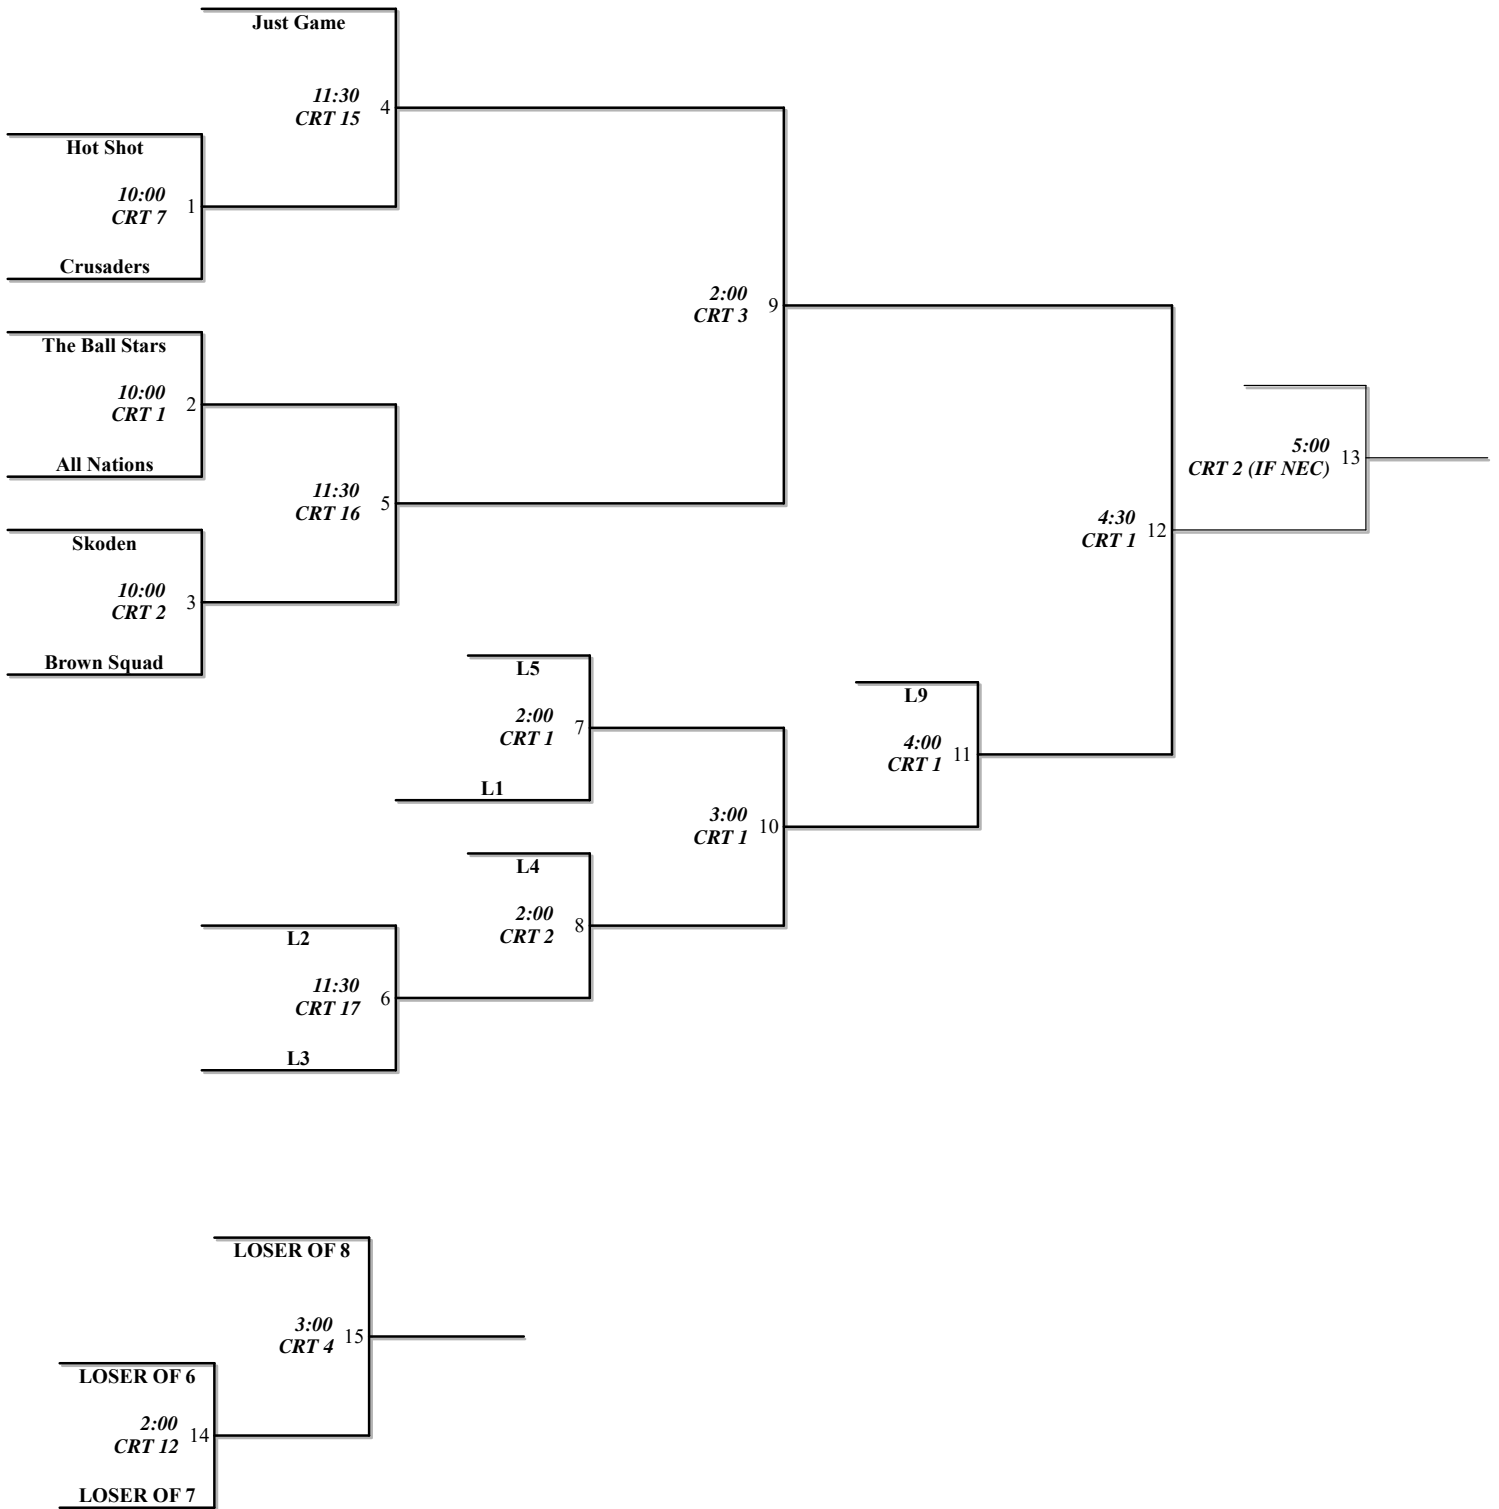 Just Game
11:30
CRT 15
4
Hot Shot
10:00
CRT 7
1
Crusaders
2:00
CRT 3
9
The Ball Stars
10:00
CRT 1
2
All Nations
11:30
CRT 16
5
Skoden
10:00
CRT 2
3
Brown Squad
5:00
CRT 2 (IF NEC)
13
4:30
CRT 1
12
L5
2:00
CRT 1
7
L1
L9
4:00
CRT 1
11
3:00
CRT 1
10
L4
2:00
CRT 2
8
L2
11:30
CRT 17
6
L3
LOSER OF 8
3:00
CRT 4
15
LOSER OF 6
2:00
CRT 12
14
LOSER OF 7